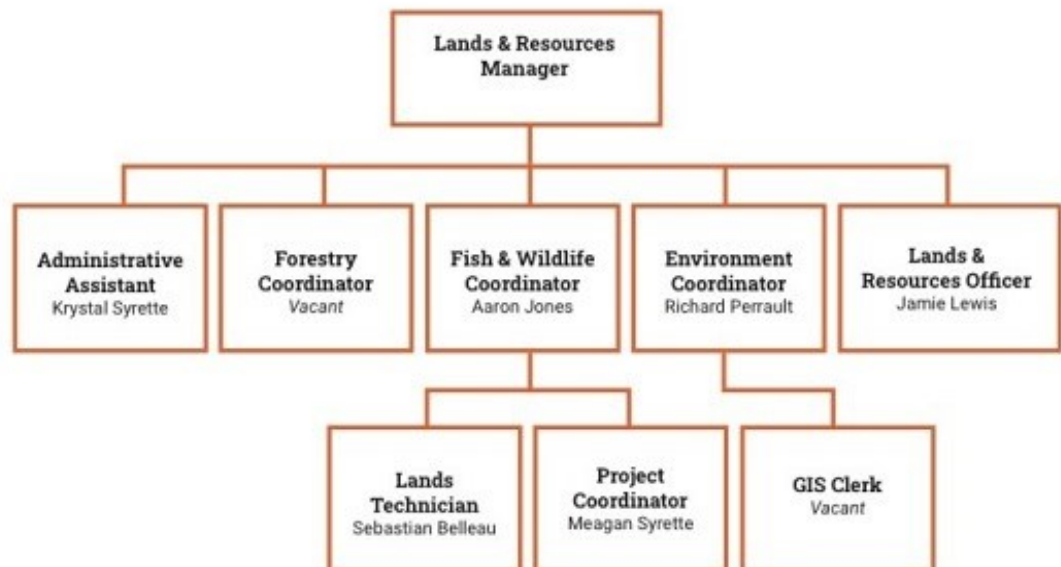 Lands & Resources
Manager
Administrative
Assistant
Krystal Syrette
Forestry
Coordinator
Vacant
Fish & Wildlife
Coordinator
Aaron Jones
Environment
Coordinator
Richard Perrault
Lands &
Resources Officer
Jamie Lewis
Lands
Technician
Sebastian Belleau
Project
Coordinator
Meagan Syrette
GIS Clerk
Vacant